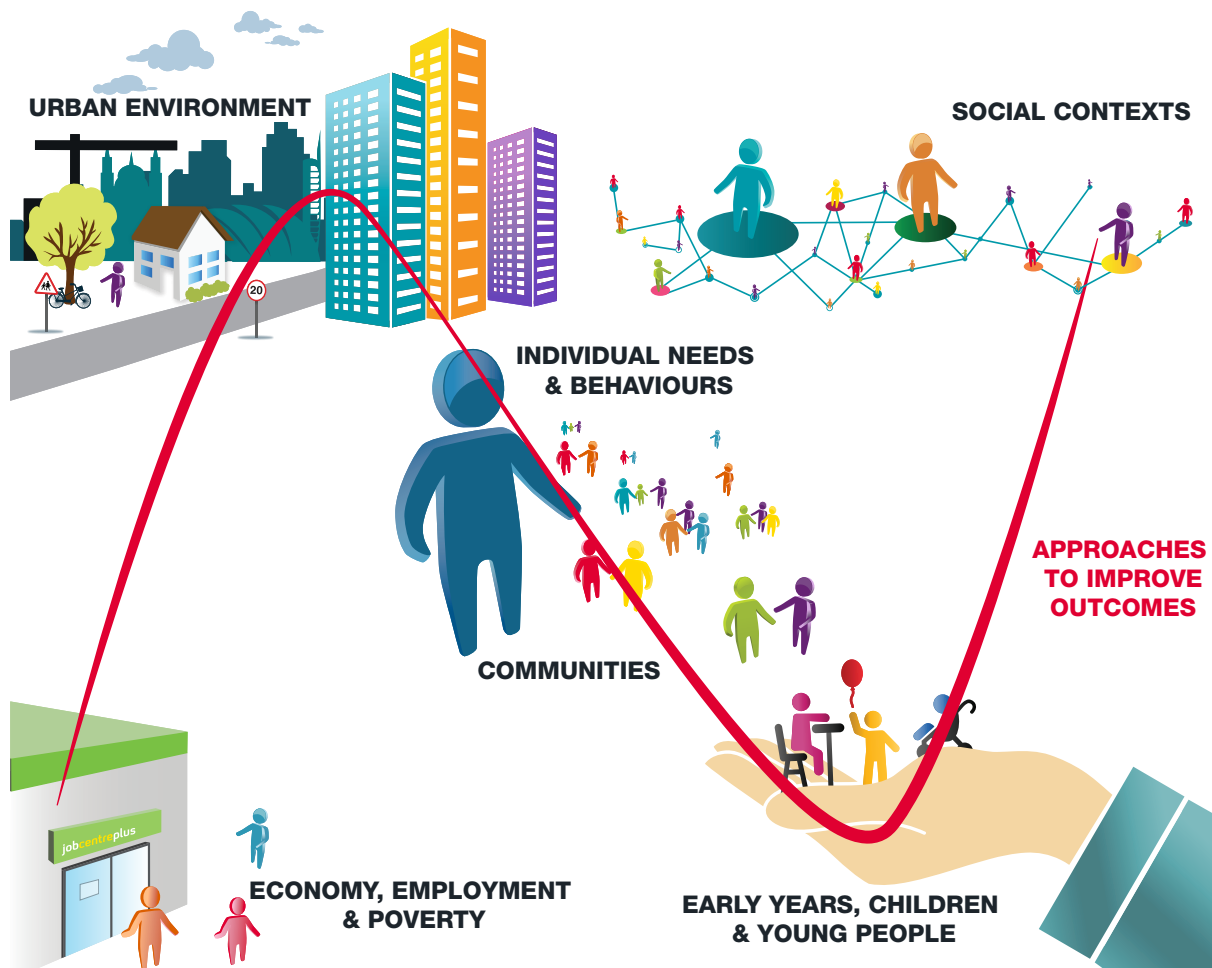 URBAN ENVIRONMENT
SOCIAL CONTEXTS
20
INDIVIDUAL NEEDS
& BEHAVIOURS
APPROACHES
TO IMPROVE
OUTCOMES
COMMUNITIES
jobcentreplus
ECONOMY, EMPLOYMENT
& POVERTY
EARLY YEARS, CHILDREN
& YOUNG PEOPLE